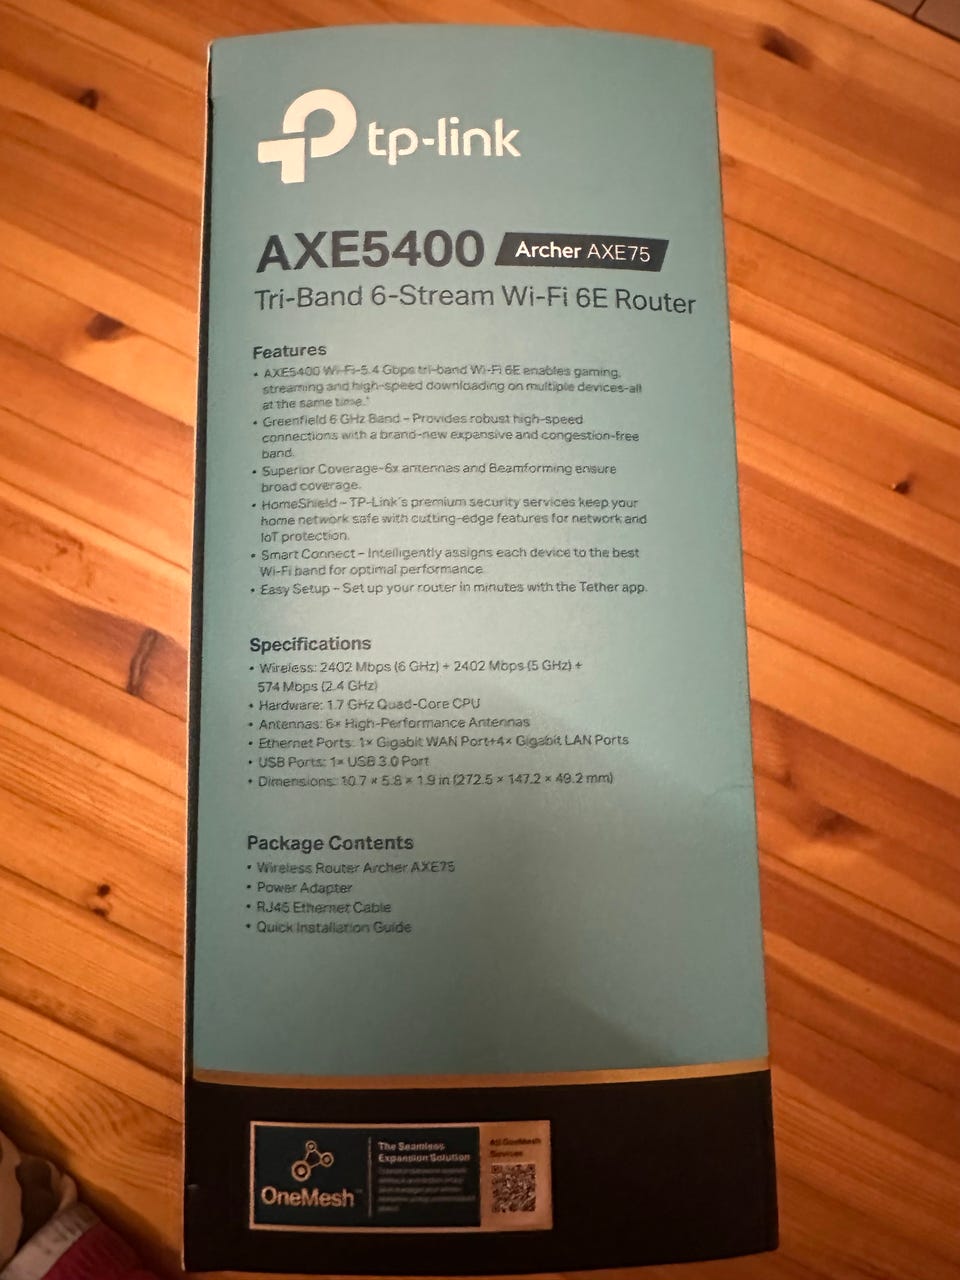 tp-link
AXE5400 Archer AXE75
Tri-Band 6-Stream Wi-Fi 6E Router
Features
• AXE5400 Wi-Fi-5.4 Gbps tri-band Wi-Fi 6E enables gaming,
streaming and high-speed downloading on multiple devices-all
at the same time.*
• Greenfield 6 GHz Band – Provides robust high-speed
connections with a brand-new expansive and congestion-free
band.
• Superior Coverage-6x antennas and Beamforming ensure
broad coverage.
• HomeShield – TP-Link's premium security services keep your
home network safe with cutting-edge features for network and
IoT protection.
• Smart Connect – Intelligently assigns each device to the best
Wi-Fi band for optimal performance.
• Easy Setup – Set up your router in minutes with the Tether app.
Specifications
• Wireless: 2402 Mbps (6 GHz) + 2402 Mbps (5 GHz) +
574 Mbps (2.4 GHz)
• Hardware: 1.7 GHz Quad-Core CPU
• Antennas: 6× High-Performance Antennas
• Ethernet Ports: 1× Gigabit WAN Port+4× Gigabit LAN Ports
• USB Ports: 1× USB 3.0 Port
• Dimensions: 10.7 × 5.8 × 1.9 in (272.5 × 147.2 × 49.2 mm)
Package Contents
• Wireless Router Archer AXE75
• Power Adapter
• RJ45 Ethernet Cable
• Quick Installation Guide
OneMesh™
The Seamless
Expansion Solution
All OneMesh
Devices